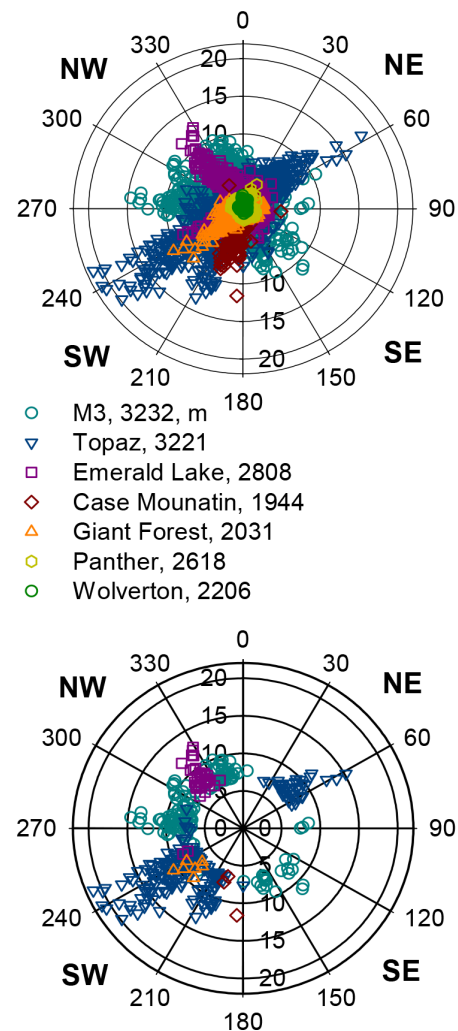 0
330 30
NW NE
20
300 15 60
10
270 90
10
240 15 120
20
SW SE
210 150
180
M3, 3232, m
Topaz, 3221
Emerald Lake, 2808
Case Mounatin, 1944
Giant Forest, 2031
Panther, 2618
Wolverton, 2206
0
330 30
NW NE
20
300 15 60
10
5
270 0 0 90
5
10
240 15 120
20
SW SE
210 150
180